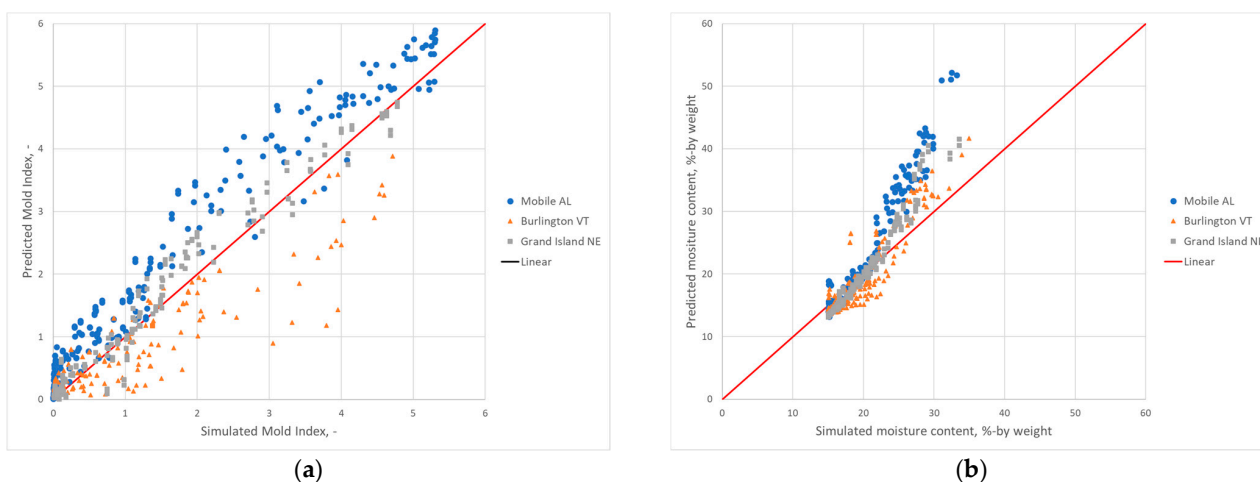 6
5
4
3
2
1
0
0 1 2 3 4 5 6
Predicted Mold Index, -
Simulated Mold Index, -
Mobile AL
Burlington VT
Grand Island NE
Linear
(a)
60
50
40
30
20
10
0
0 10 20 30 40 50 60
Predicted mositure content, %-by weight
Simulated moisture content, %-by weight
Mobile AL
Burlington VT
Grand Island NE
Linear
(b)